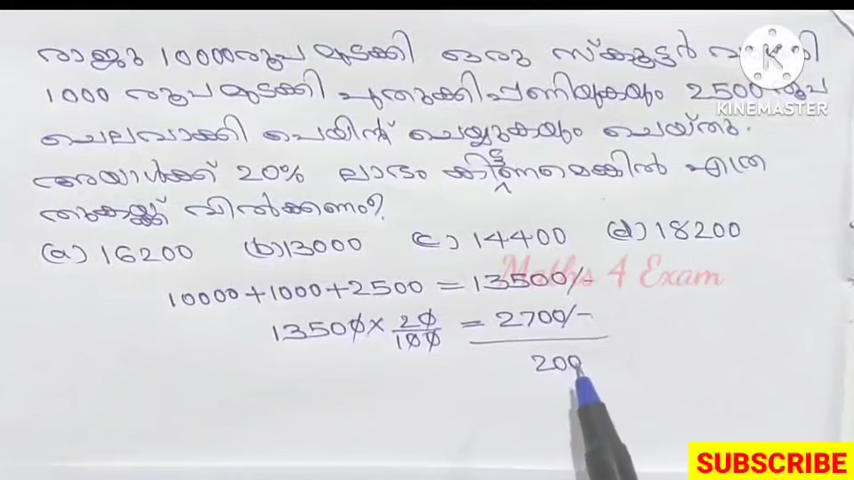 രാജു 10000 രൂപ മുടക്കി ഒരു സ്കൂട്ടർ
1000 രൂപ മുടക്കി പുതുക്കിപ്പണിയുകയും 2500 രൂപ
ചെലവാക്കി പെയിന്റ് ചെയ്യുകയും ചെയ്തു.
അയാൾക്ക് 20% ലാഭം കിട്ടണമെങ്കിൽ എത്ര
തുകയ്ക്ക് വിൽക്കണം?
(a) 16200 (b) 13000 (c) 14400 (d) 18200
10000+1000+2500 = 13500/-
13500 × 20/100 = 2700/-
200
K
KINEMASTER
Maths 4 Exam
SUBSCRIBE